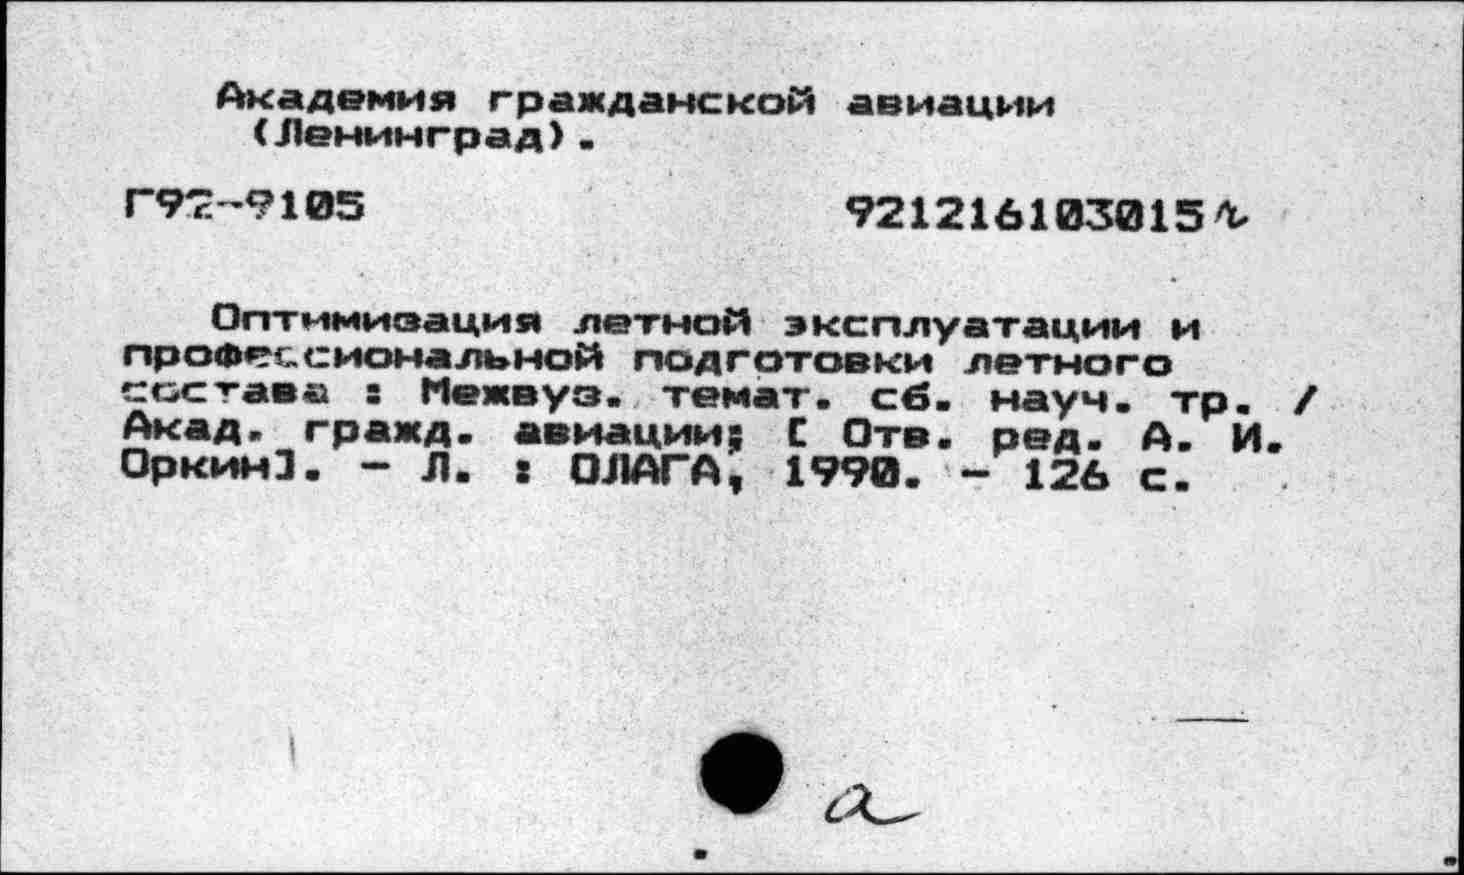 Академия гражданской авиации
(Ленинград).
Г92-9105
921216103015 г
Оптимизация летной эксплуатации и
профессиональной подготовки летного
состава : Межвуз. темат. сб. науч. тр. /
Акад. гражд. авиации; [ Отв. ред. А. И.
Оркин]. - Л. : ОЛАГА, 1990. - 126 с.
а